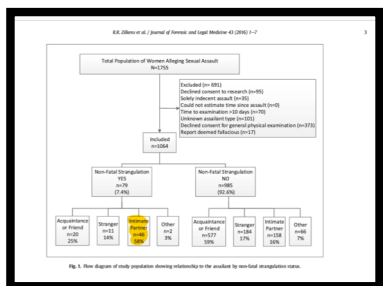 R.R. Zilkens et al. / Journal of Forensic and Legal Medicine 43 (2016) 1–7
3
Total Population of Women Alleging Sexual Assault
N=1755
Excluded (n= 691)
Declined consent to research (n=95)
Solely indecent assault (n=35)
Could not estimate time since assault (n=0)
Time to examination >10 days (n=70)
Unknown assailant type (n=101)
Declined consent for general physical examination (n=373)
Report deemed fallacious (n=17)
Included
n=1064
Non-Fatal Strangulation
YES
n=79
(7.4%)
Non-Fatal Strangulation
NO
n=985
(92.6%)
Acquaintance
or Friend
n=20
25%
Stranger
n=11
14%
Intimate
Partner
n=46
58%
Other
n=2
3%
Acquaintance
or Friend
n=577
59%
Stranger
n=184
17%
Intimate
Partner
n=158
16%
Other
n=66
7%
Fig. 1. Flow diagram of study population showing relationship to the assailant by non-fatal strangulation status.